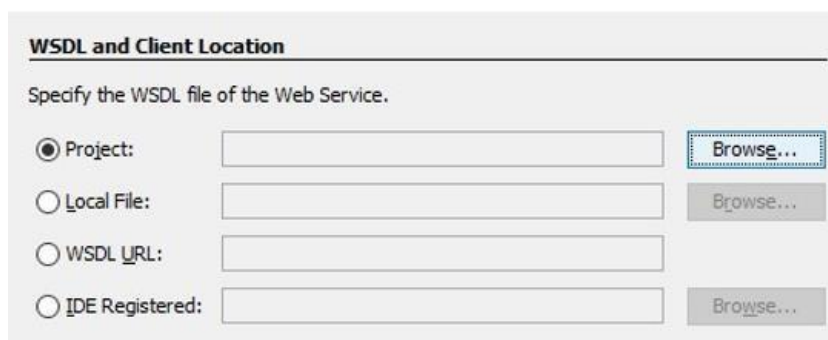 WSDL and Client Location
Specify the WSDL file of the Web Service.
Project: Browse...
Local File: Browse...
WSDL URL:
IDE Registered: Browse...